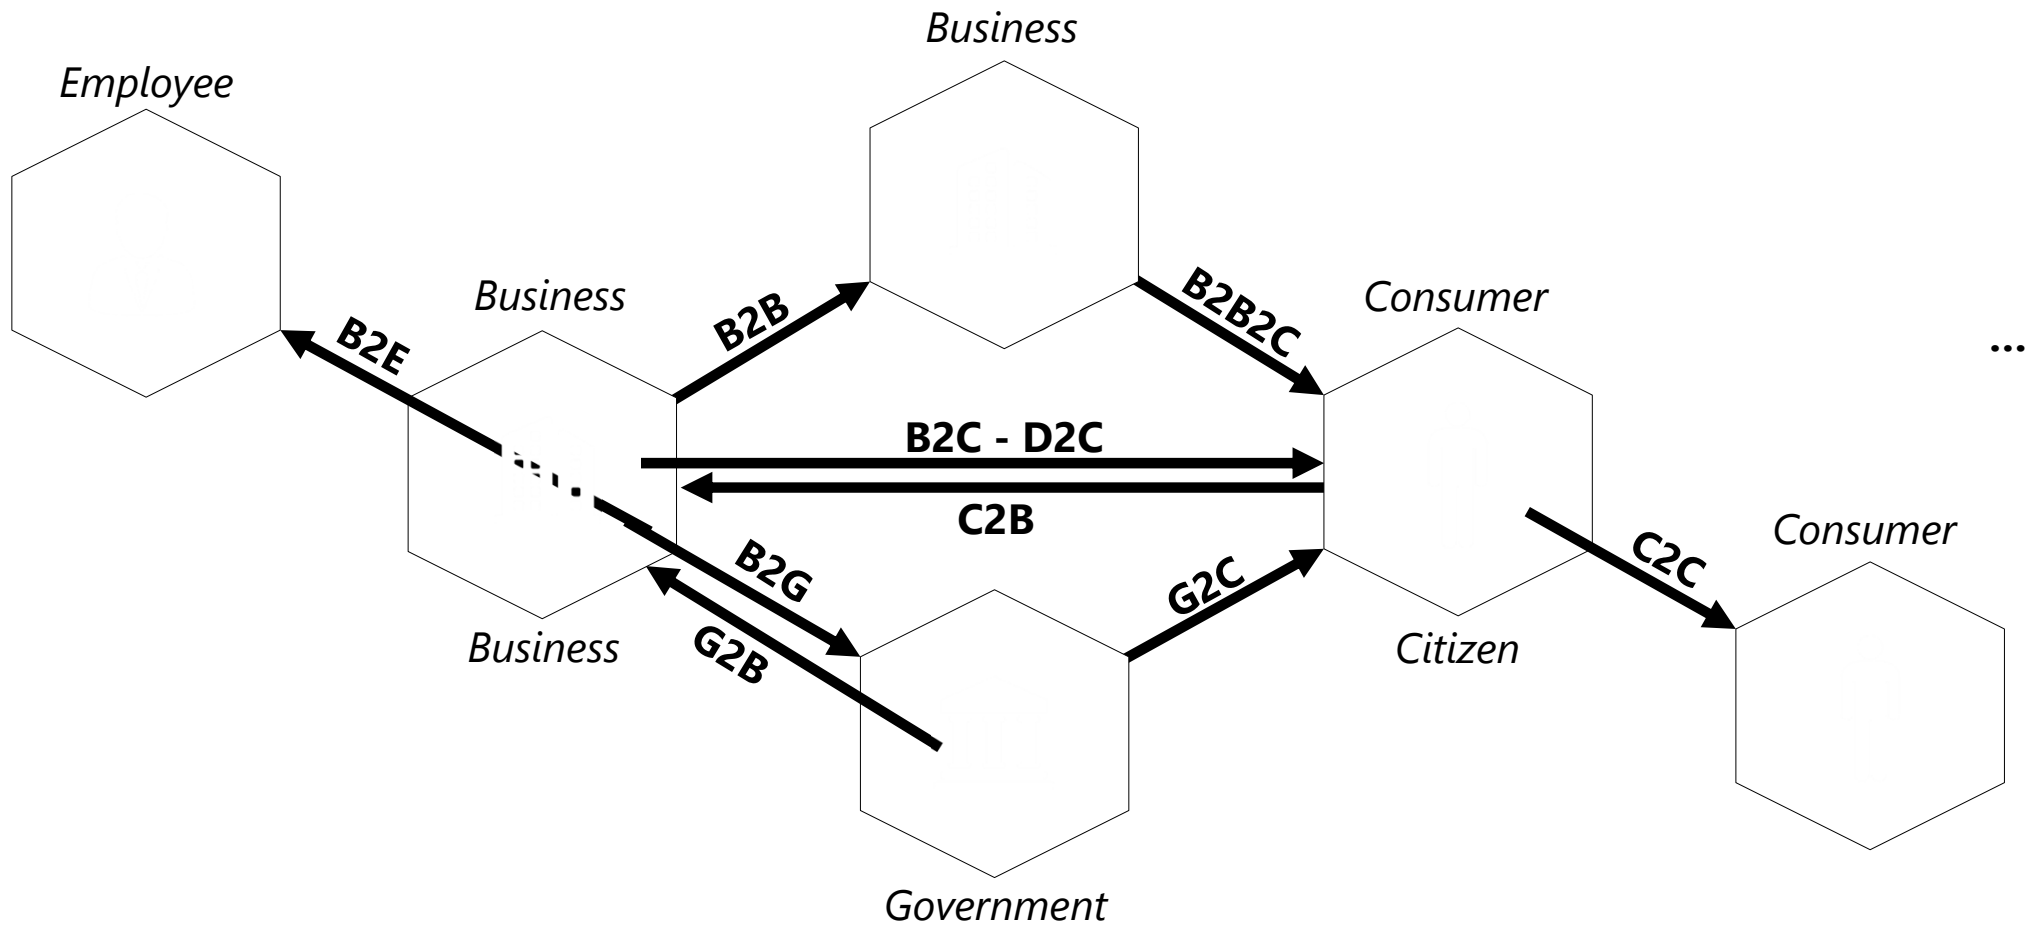 Business
Employee
Business
B2B
B2B2C
Consumer
B2E
...
B2C - D2C
C2B
B2G
G2C
C2C
Consumer
G2B
Business
Citizen
Government